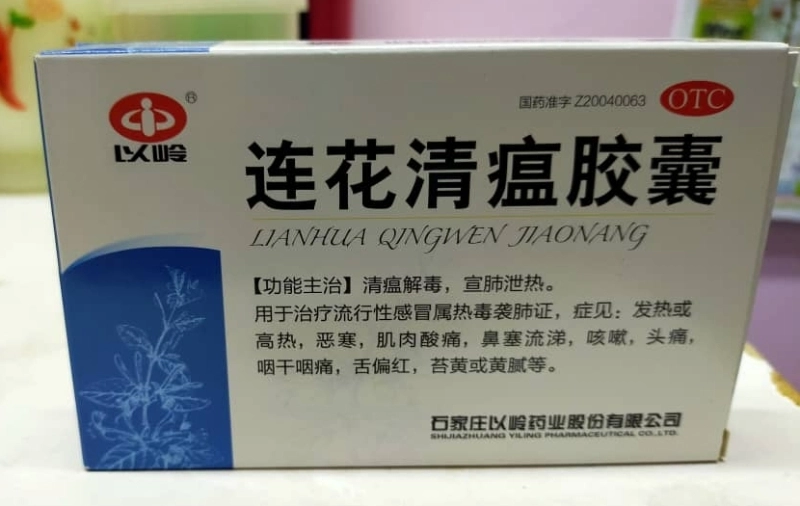 以岭®
国药准字 Z20040063 OTC
连花清瘟胶囊
LIANHUA QINGWEN JIAONANG
【功能主治】清瘟解毒，宣肺泄热。
用于治疗流行性感冒属热毒袭肺证，症见：发热或
高热，恶寒，肌肉酸痛，鼻塞流涕，咳嗽，头痛，
咽干咽痛，舌偏红，苔黄或黄腻等。
石家庄以岭药业股份有限公司
SHIJIAZHUANG YILING PHARMACEUTICAL CO.,LTD.